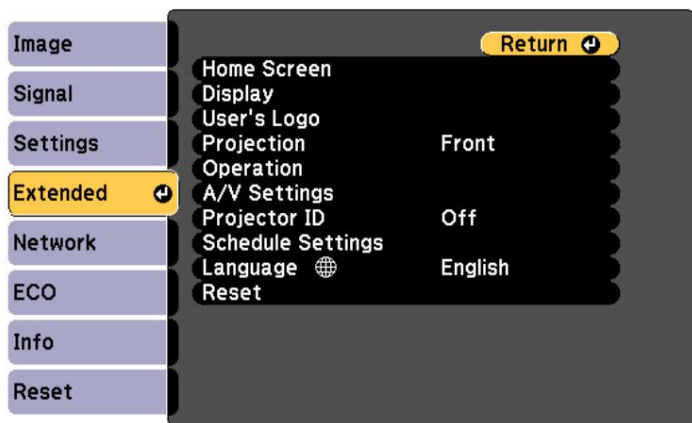 Image
Signal
Settings
Extended
Network
ECO
Info
Reset
Return
Home Screen
Display
User's Logo
Projection Front
Operation
A/V Settings
Projector ID Off
Schedule Settings
Language English
Reset